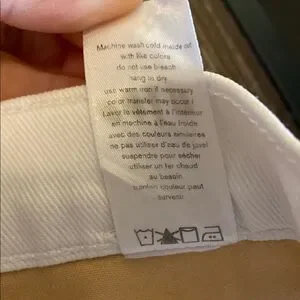 Machine wash cold inside out
with like colors
do not use bleach
hang to dry
use warm iron if necessary
color transfer may occur !
Laver le vêtement à l'intérieur
en machine à l'eau froide
avec des couleurs similaires
ne pas utiliser d'eau de javel
suspendre pour sécher
utiliser un fer chaud
au besoin
couleur peut
survenir